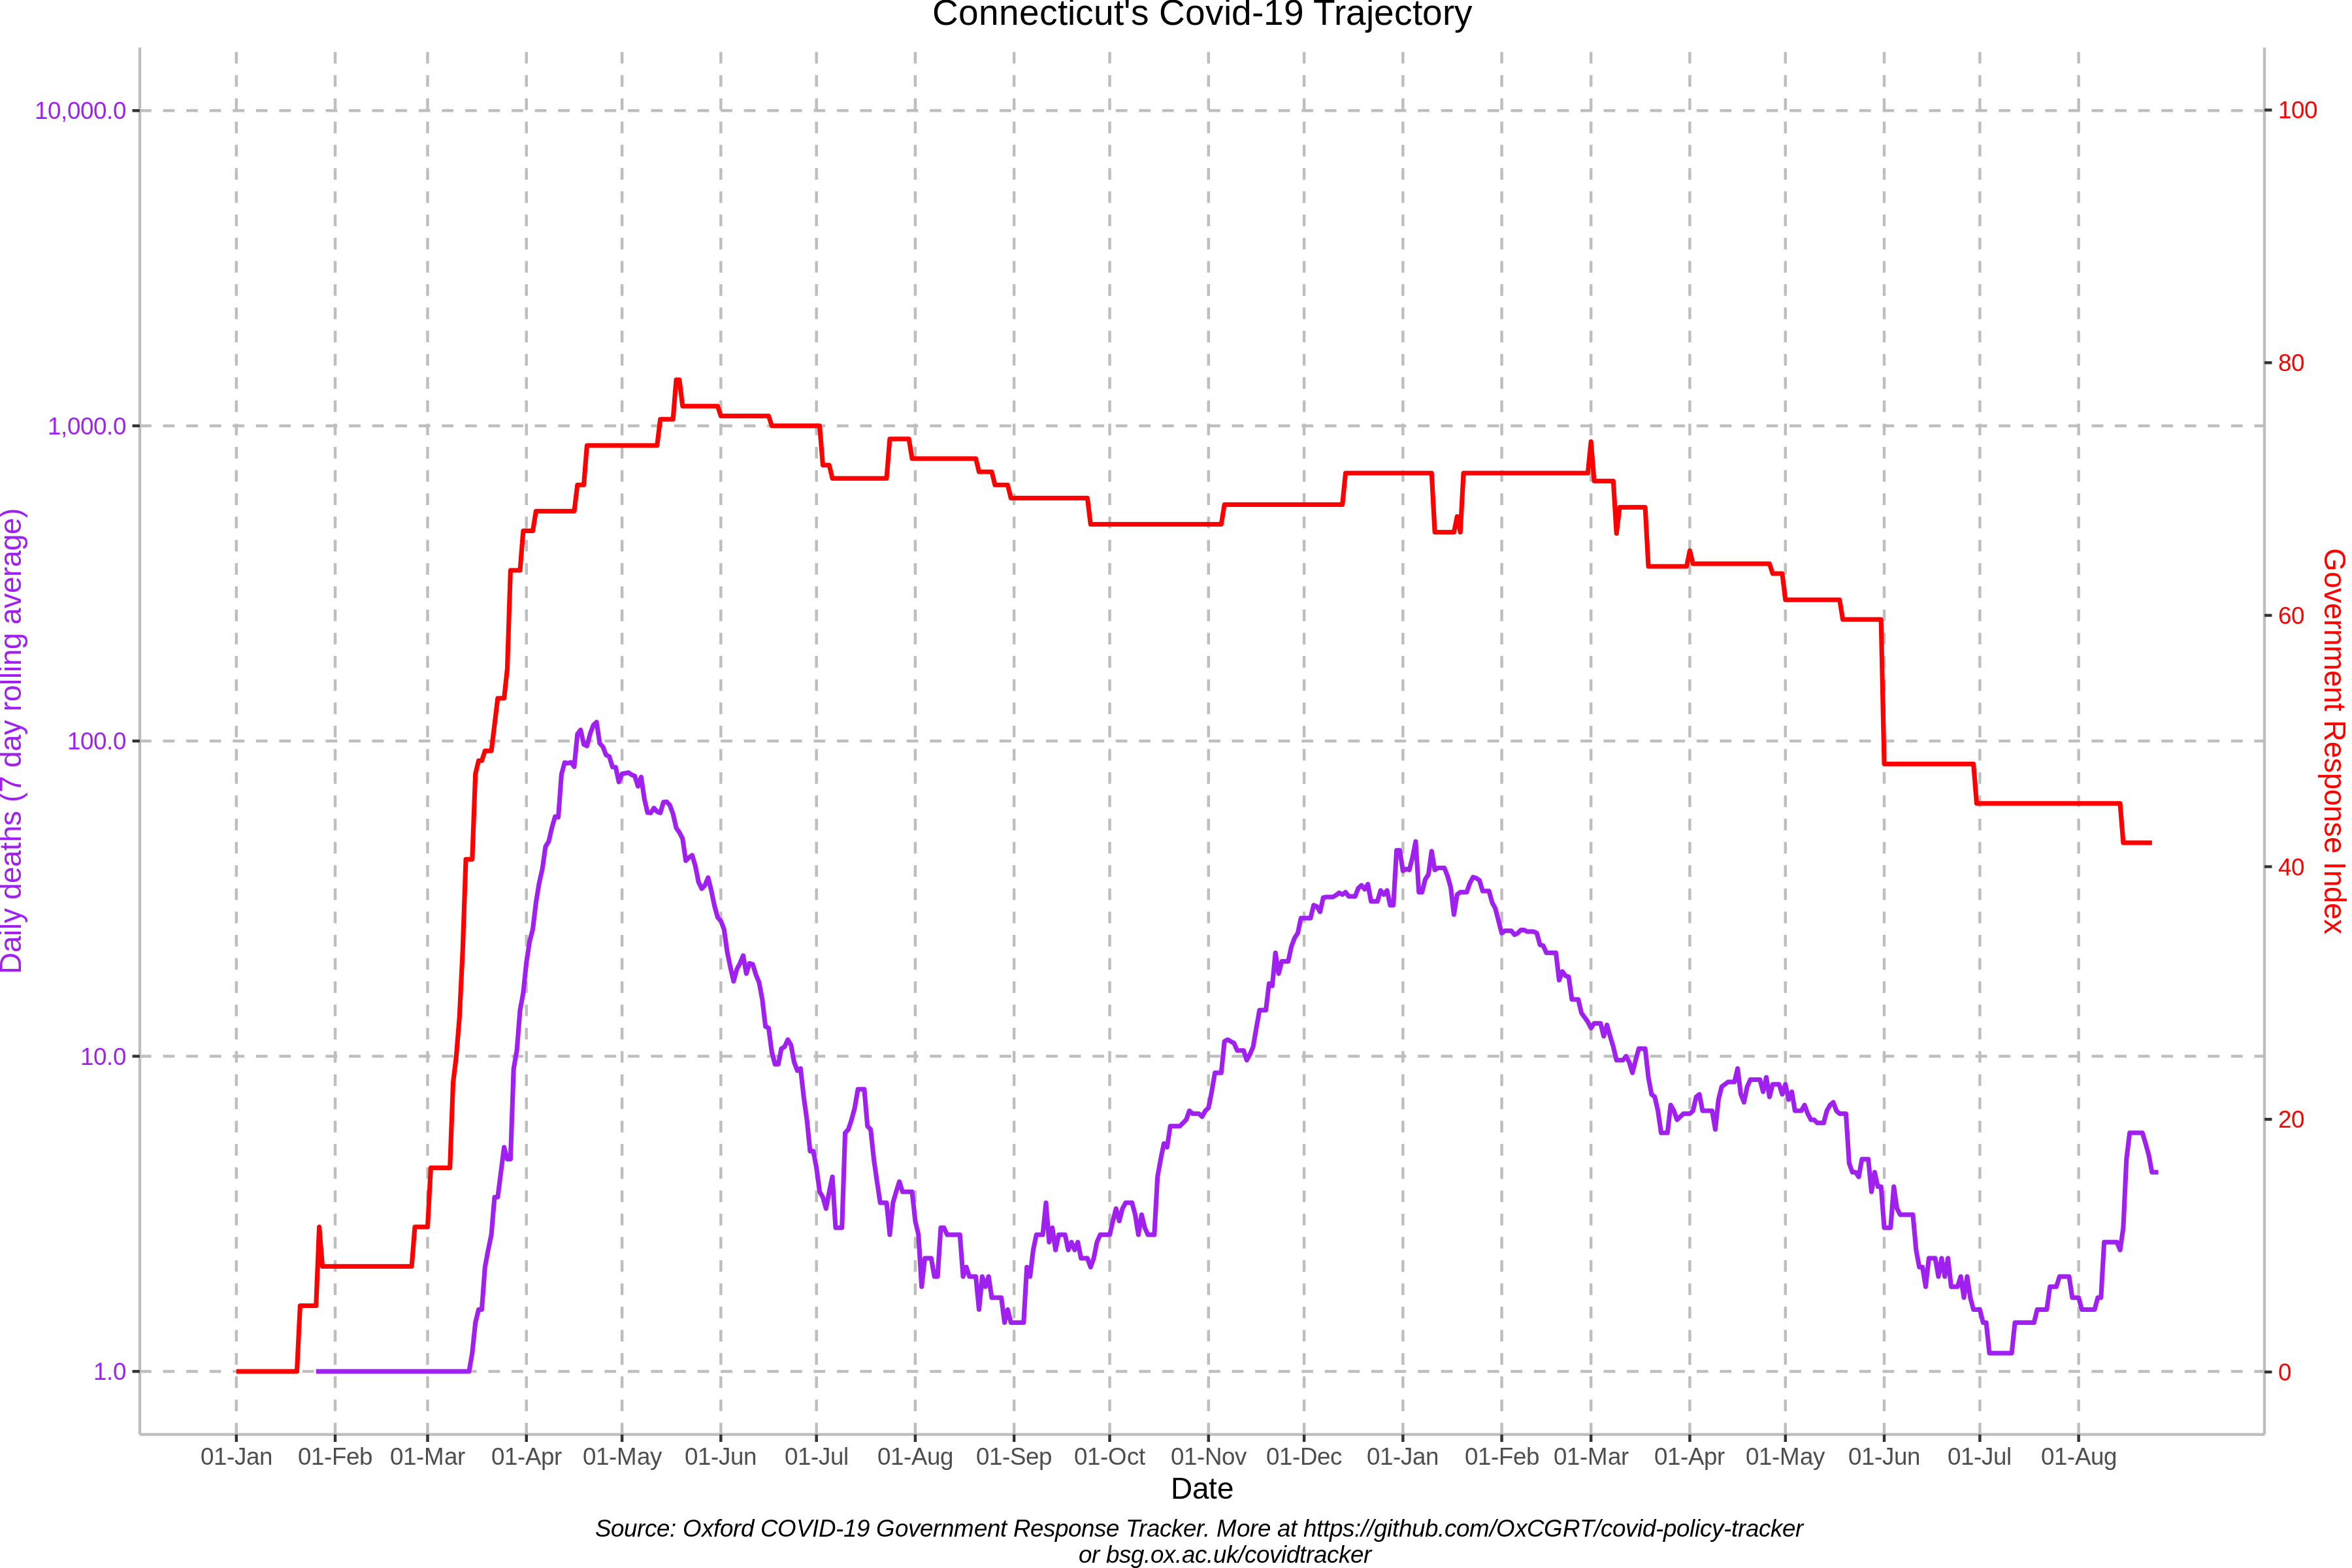 Connecticut's Covid-19 Trajectory
10,000.0
1,000.0
100.0
10.0
1.0
Daily deaths (7 day rolling average)
100
80
60
40
20
0
Government Response Index
01-Jan 01-Feb 01-Mar 01-Apr 01-May 01-Jun 01-Jul 01-Aug 01-Sep 01-Oct 01-Nov 01-Dec 01-Jan 01-Feb 01-Mar 01-Apr 01-May 01-Jun 01-Jul 01-Aug
Date
Source: Oxford COVID-19 Government Response Tracker. More at https://github.com/OxCGRT/covid-policy-tracker
or bsg.ox.ac.uk/covidtracker